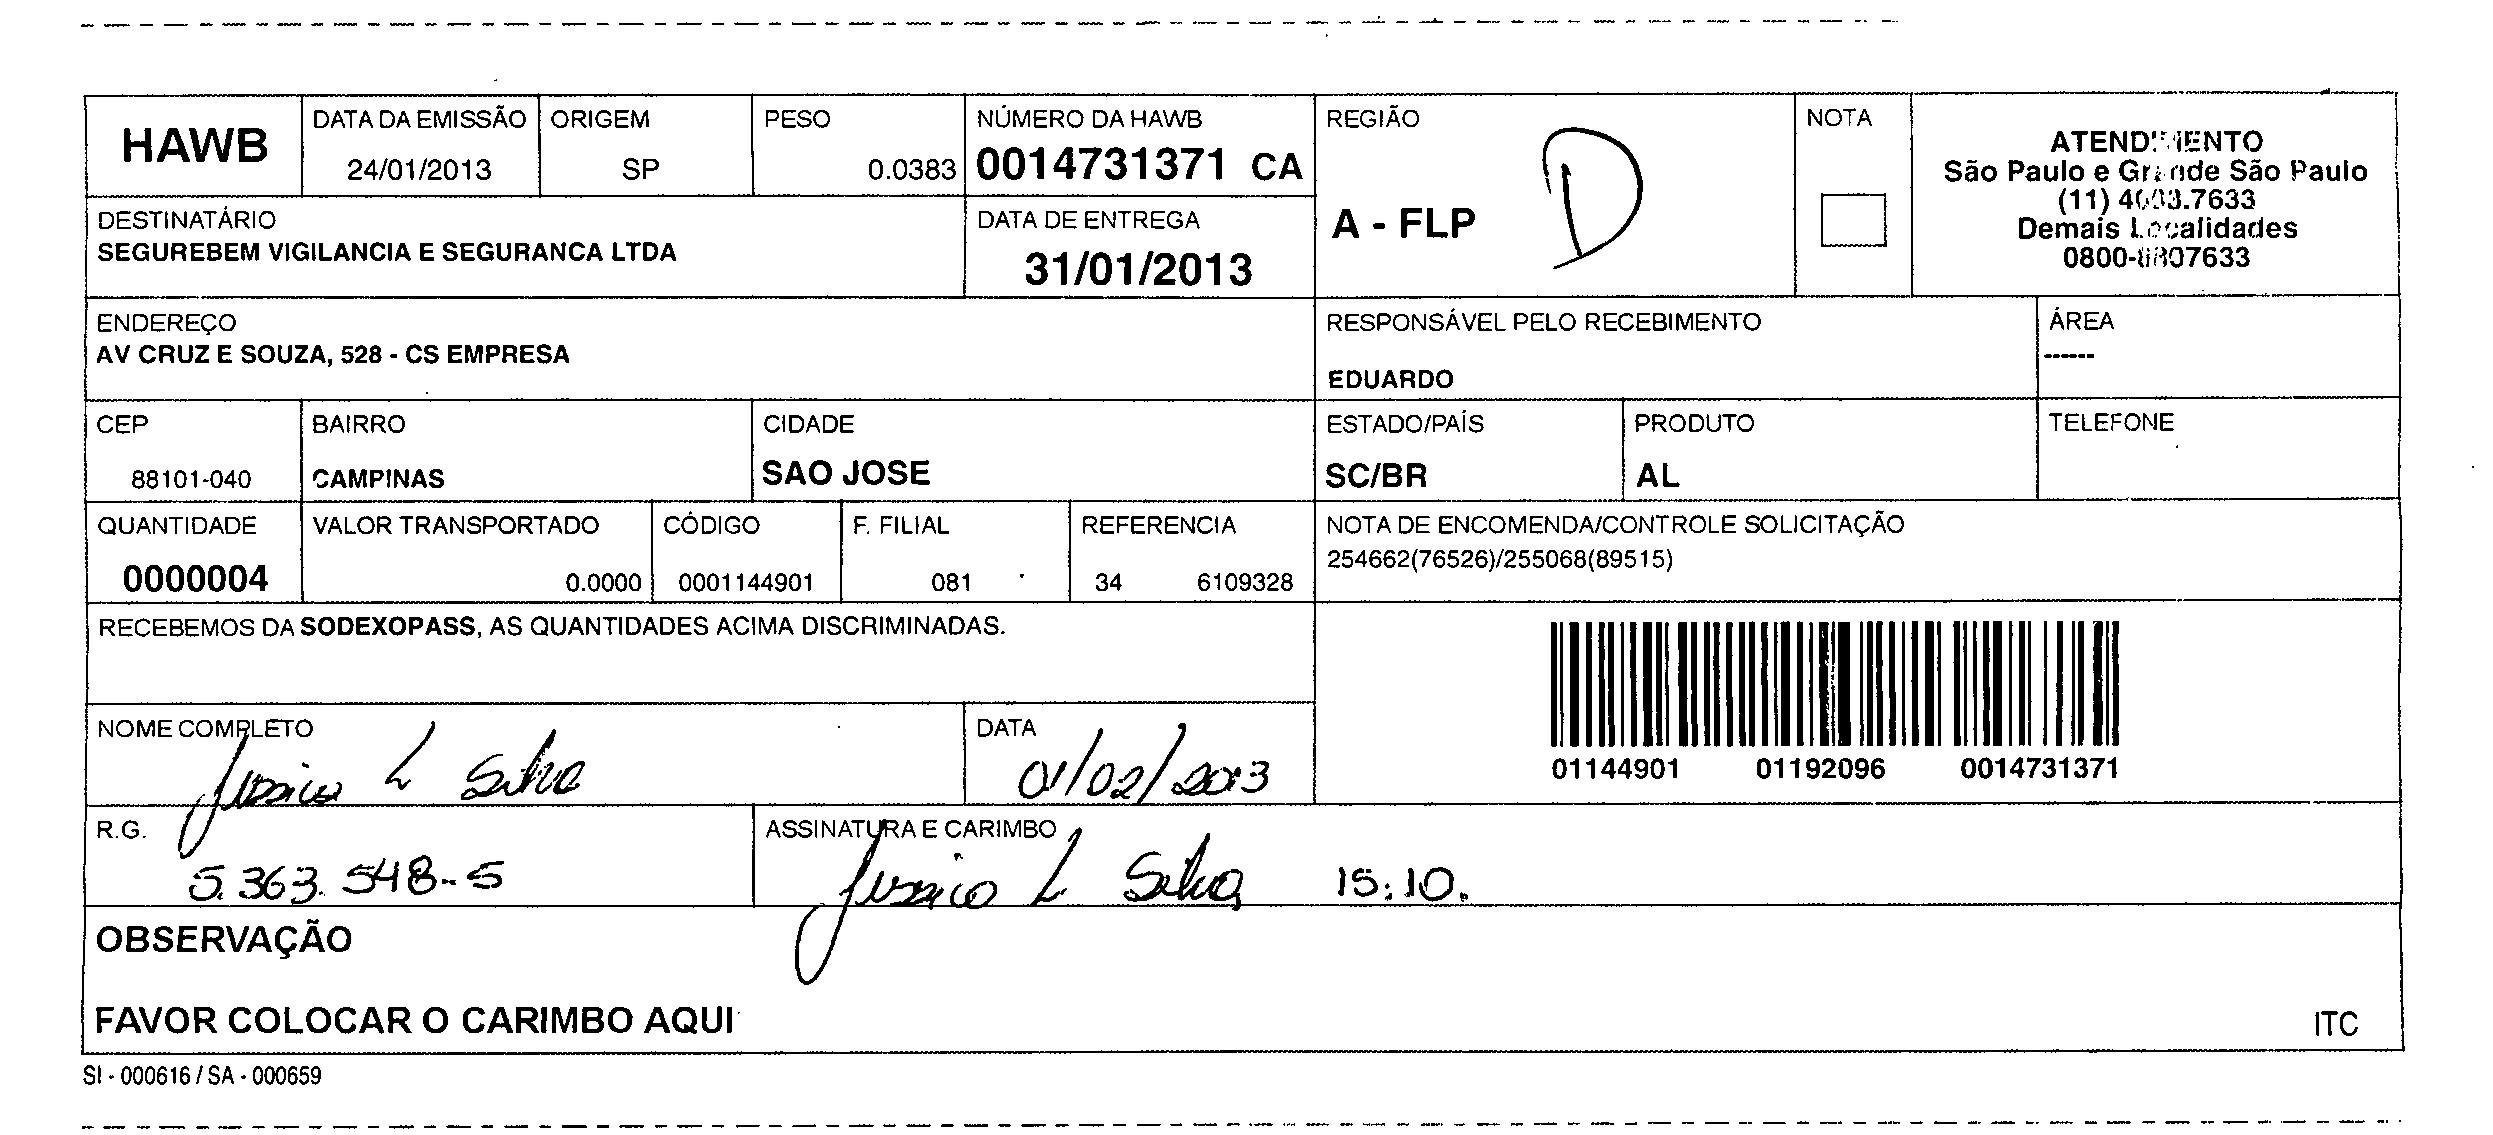 HAWB
DATA DA EMISSÃO
24/01/2013
ORIGEM
SP
PESO
0.0383
NÚMERO DA HAWB
0014731371 CA
REGIÃO
A - FLP
D
NOTA
ATENDIMENTO
São Paulo e Grande São Paulo
(11)
Demais Localidades
DESTINATÁRIO
SEGUREBEM VIGILANCIA E SEGURANCA LTDA
DATA DE ENTREGA
31/01/2013
ENDEREÇO
AV CRUZ E SOUZA, 528 - CS EMPRESA
RESPONSÁVEL PELO RECEBIMENTO
EDUARDO
ÁREA
------
CEP
88101-040
BAIRRO
CAMPINAS
CIDADE
SAO JOSE
ESTADO/PAÍS
SC/BR
PRODUTO
AL
TELEFONE
QUANTIDADE
0000004
VALOR TRANSPORTADO
0.0000
CÓDIGO
0001144901
F. FILIAL
081
REFERENCIA
34 6109328
NOTA DE ENCOMENDA/CONTROLE SOLICITAÇÃO
254662(76526)/255068(89515)
RECEBEMOS DA SODEXOPASS, AS QUANTIDADES ACIMA DISCRIMINADAS.
01144901 01192096 0014731371
NOME COMPLETO
Jessica L Silva
DATA
01/02/2013
R.G.
5.363.548-5
ASSINATURA E CARIMBO
Jessica L Silva 15:10.
OBSERVAÇÃO
FAVOR COLOCAR O CARIMBO AQUI
ITC
SI - 000616 / SA - 000659